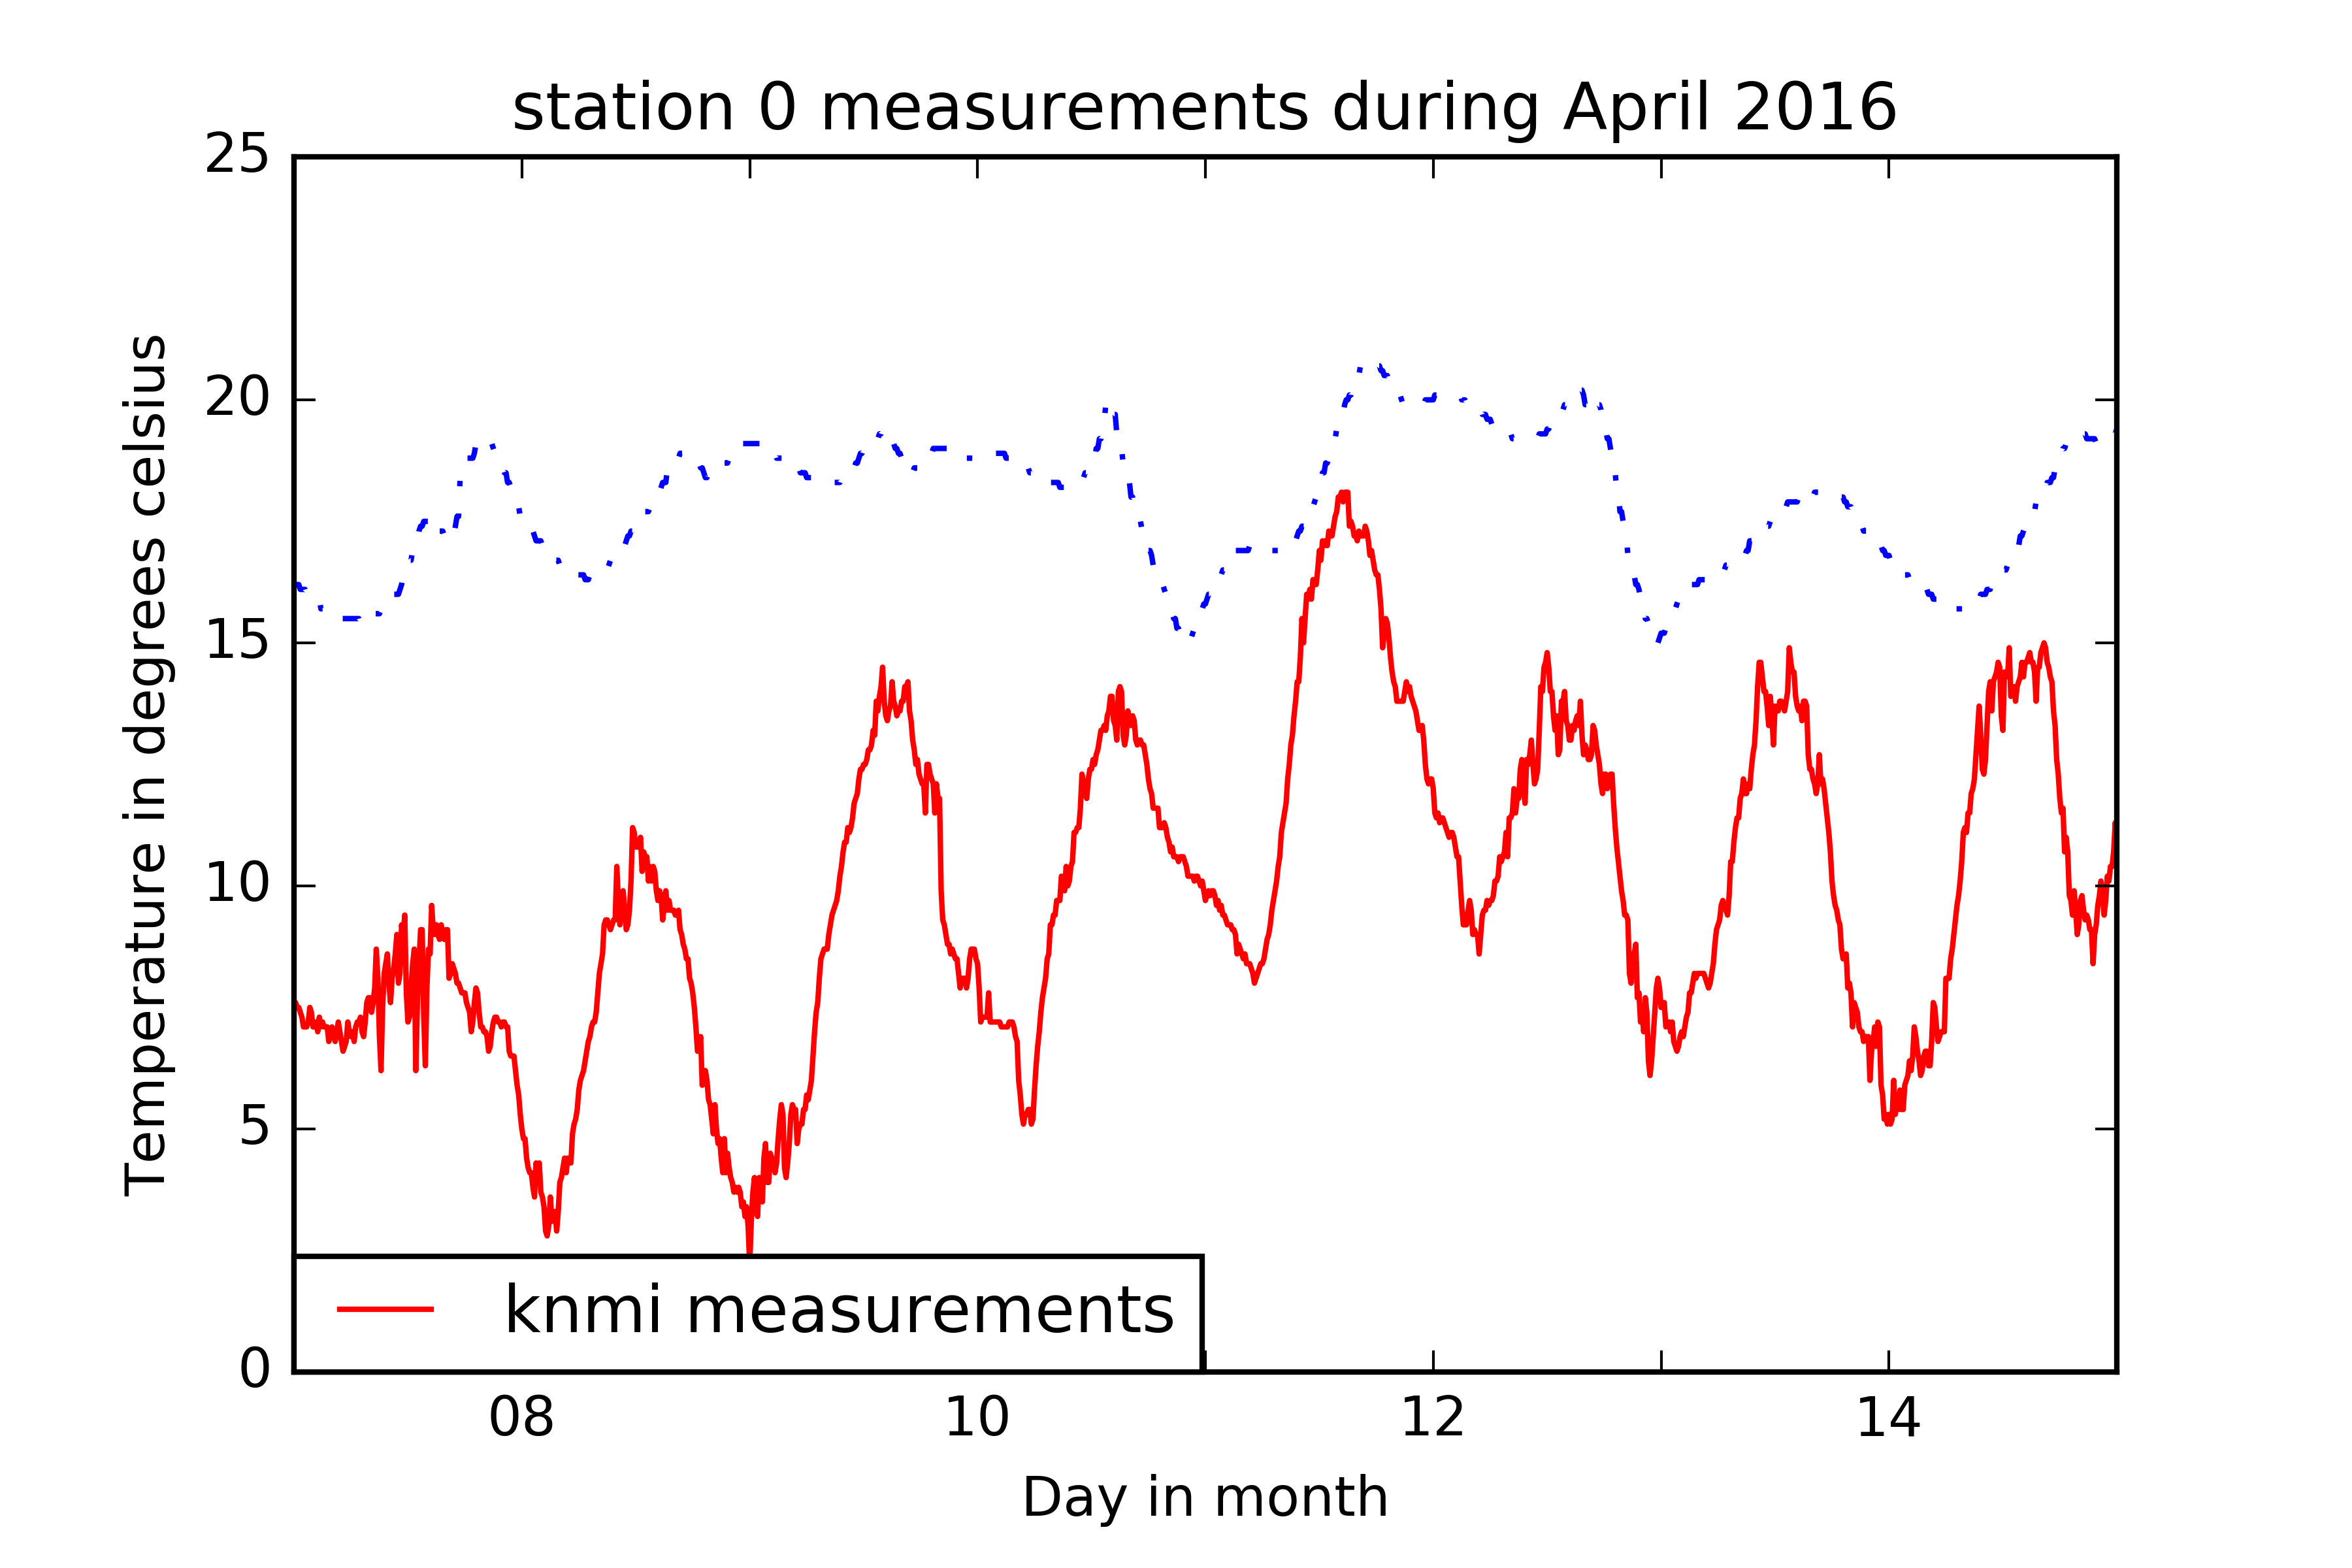 station 0 measurements during April 2016
25
20
15
10
5
0
Temperature in degrees celsius
knmi measurements
08 10 12 14
Day in month